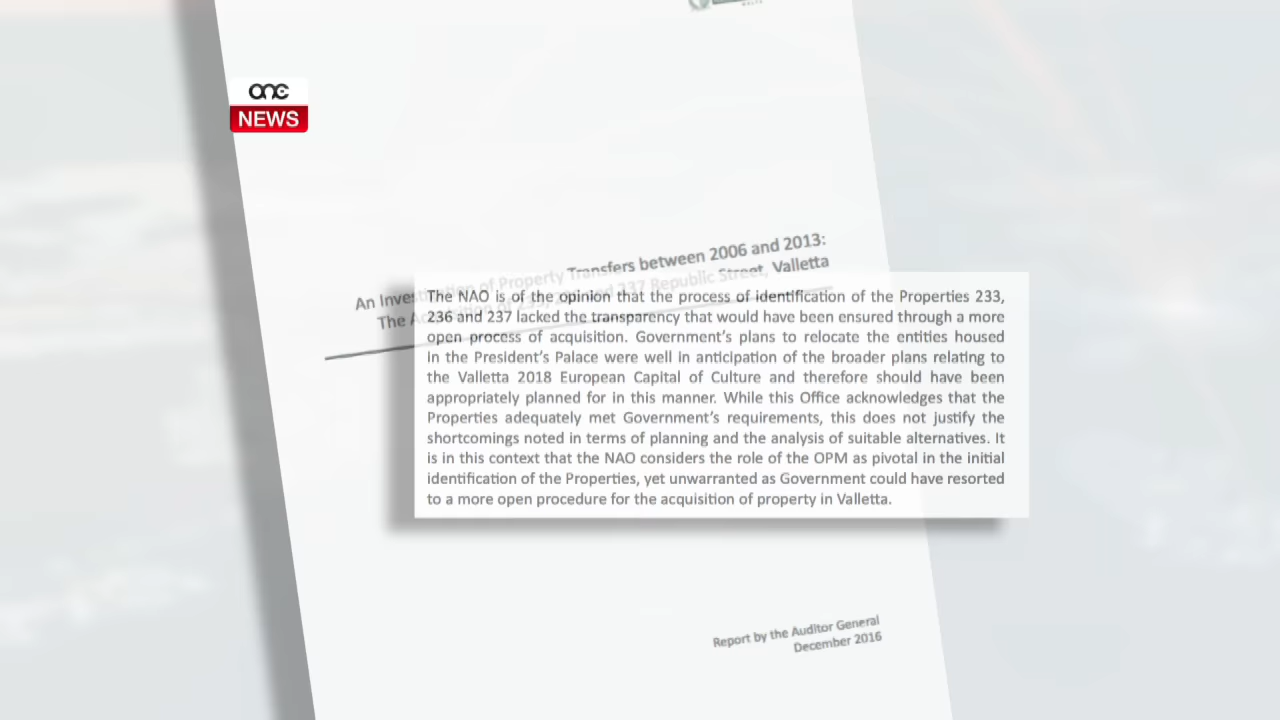 one
NEWS
An Investigation of Property Transfers between 2006 and 2013:
The 237 Republic Street, Valletta
The NAO is of the opinion that the process of identification of the Properties 233,
236 and 237 lacked the transparency that would have been ensured through a more
open process of acquisition. Government's plans to relocate the entities housed
in the President's Palace were well in anticipation of the broader plans relating to
the Valletta 2018 European Capital of Culture and therefore should have been
appropriately planned for in this manner. While this Office acknowledges that the
Properties adequately met Government's requirements, this does not justify the
shortcomings noted in terms of planning and the analysis of suitable alternatives. It
is in this context that the NAO considers the role of the OPM as pivotal in the initial
identification of the Properties, yet unwarranted as Government could have resorted
to a more open procedure for the acquisition of property in Valletta.
Report by the Auditor General
December 2016